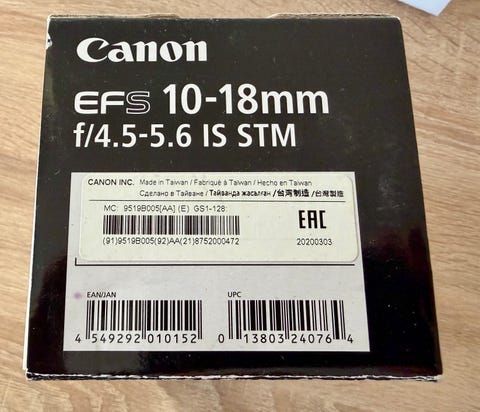 Canon
EFS 10-18mm
f/4.5-5.6 IS STM
CANON INC. Made in Taiwan / Fabriqué à Taiwan / Hecho en Taiwan
Сделано в Тайване / Тайванда жасалған /台湾制造 /台灣製造
MC: 9519B005[AA] (E) GS1-128:
EAC
(91)9519B005(92)AA(21)8752000472
20200303
EAN/JAN
UPC
4 549292 010152
0 13803 24076 4